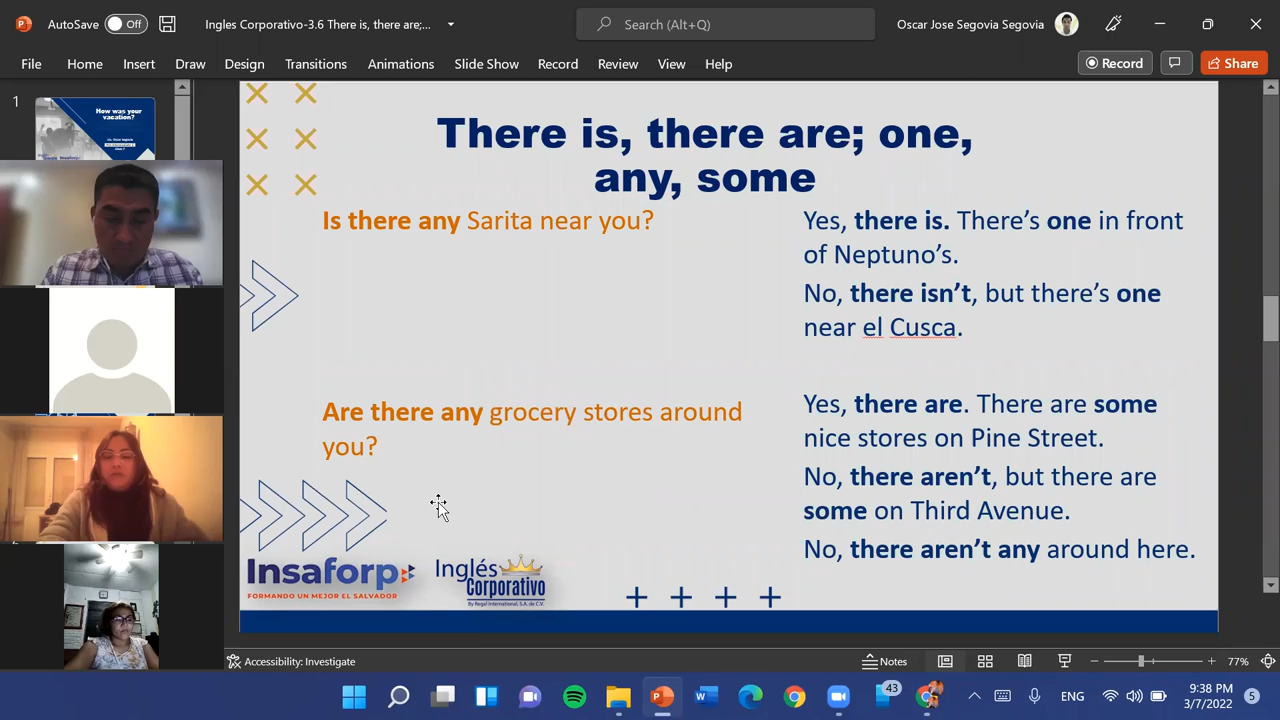 AutoSave Off Ingles Corporativo-3.6 There is, there are;... Search (Alt+Q) Oscar Jose Segovia Segovia
File Home Insert Draw Design Transitions Animations Slide Show Record Review View Help Record Share
1
How was your
vacation?
There is, there are; one,
any, some
Is there any Sarita near you?
Yes, there is. There’s one in front
of Neptuno’s.
No, there isn’t, but there’s one
near el Cusca.
Are there any grocery stores around
you?
Yes, there are. There are some
nice stores on Pine Street.
No, there aren’t, but there are
some on Third Avenue.
No, there aren’t any around here.
Insaforp
FORMANDO UN MEJOR EL SALVADOR
Inglés
Corporativo
By Regal International, S.A. de C.V.
Accessibility: Investigate Notes 77%
43 ENG 9:38 PM
3/7/2022 5